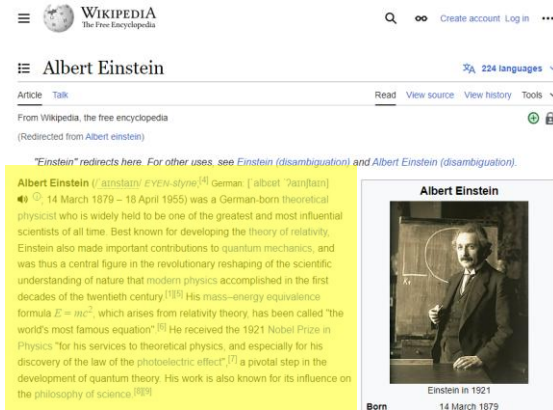 WIKIPEDIA
The Free Encyclopedia
Create account Log in •••
Albert Einstein
224 languages
Article Talk
Read View source View history Tools
From Wikipedia, the free encyclopedia
(Redirected from Albert einstein)
"Einstein" redirects here. For other uses, see Einstein (disambiguation) and Albert Einstein (disambiguation).
Albert Einstein (/ˈaɪnstaɪn/ EYEN-styne;[4] German: [ˈalbɛɐt ˈʔaɪnʃtaɪn]
; 14 March 1879 – 18 April 1955) was a German-born theoretical
physicist who is widely held to be one of the greatest and most influential
scientists of all time. Best known for developing the theory of relativity,
Einstein also made important contributions to quantum mechanics, and
was thus a central figure in the revolutionary reshaping of the scientific
understanding of nature that modern physics accomplished in the first
decades of the twentieth century.[1][5] His mass–energy equivalence
formula E = mc², which arises from relativity theory, has been called "the
world's most famous equation".[6] He received the 1921 Nobel Prize in
Physics "for his services to theoretical physics, and especially for his
discovery of the law of the photoelectric effect",[7] a pivotal step in the
development of quantum theory. His work is also known for its influence on
the philosophy of science.[8][9]
Albert Einstein
Einstein in 1921
Born 14 March 1879